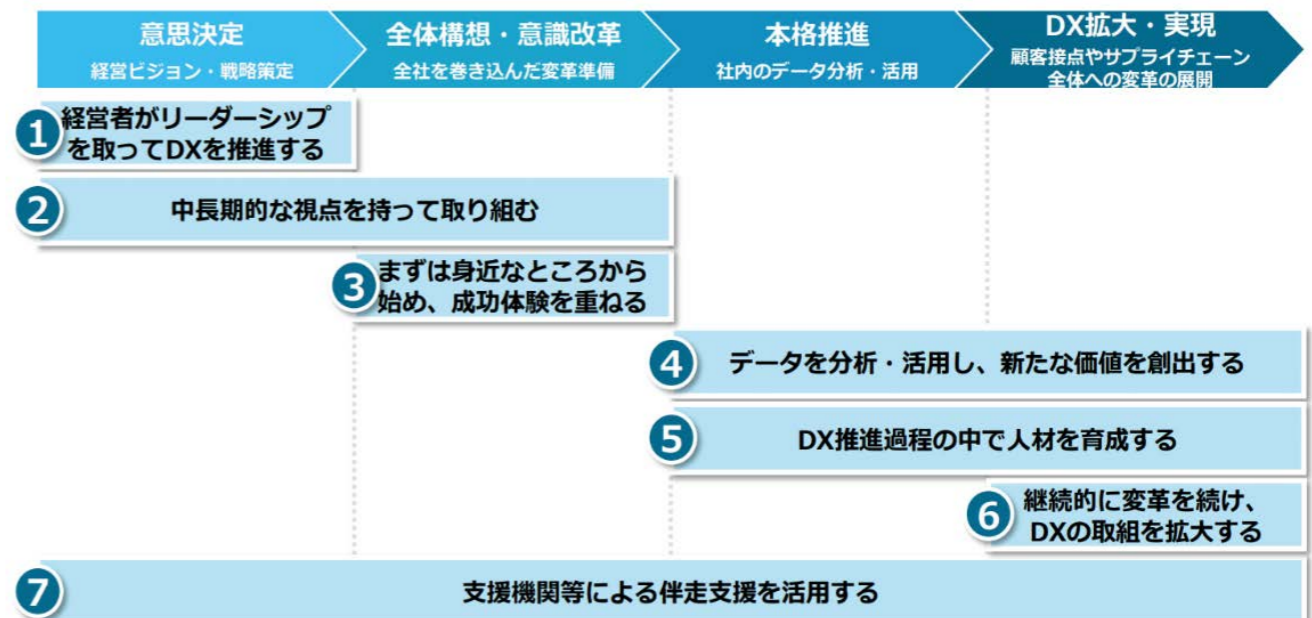 意思決定
経営ビジョン・戦略策定
全体構想・意識改革
全社を巻き込んだ変革準備
本格推進
社内のデータ分析・活用
DX拡大・実現
顧客接点やサプライチェーン
全体への変革の展開
1
経営者がリーダーシップ
を取ってDXを推進する
2
中長期的な視点を持って取り組む
3
まずは身近なところから
始め、成功体験を重ねる
4
データを分析・活用し、新たな価値を創出する
5
DX推進過程の中で人材を育成する
6
継続的に変革を続け、
DXの取組を拡大する
7
支援機関等による伴走支援を活用する